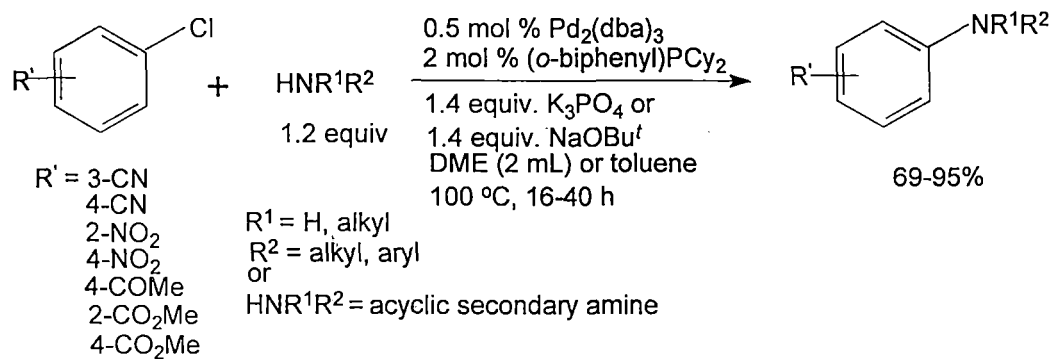 Cl
R'
+
HNR¹R²
1.2 equiv
0.5 mol % Pd₂(dba)₃
2 mol % (o-biphenyl)PCy₂
1.4 equiv. K₃PO₄ or
1.4 equiv. NaOBuᵗ
DME (2 mL) or toluene
100 ºC, 16-40 h
NR¹R²
R'
69-95%
R' = 3-CN
4-CN
2-NO₂
4-NO₂
4-COMe
2-CO₂Me
4-CO₂Me
R¹ = H, alkyl
R² = alkyl, aryl
or
HNR¹R² = acyclic secondary amine